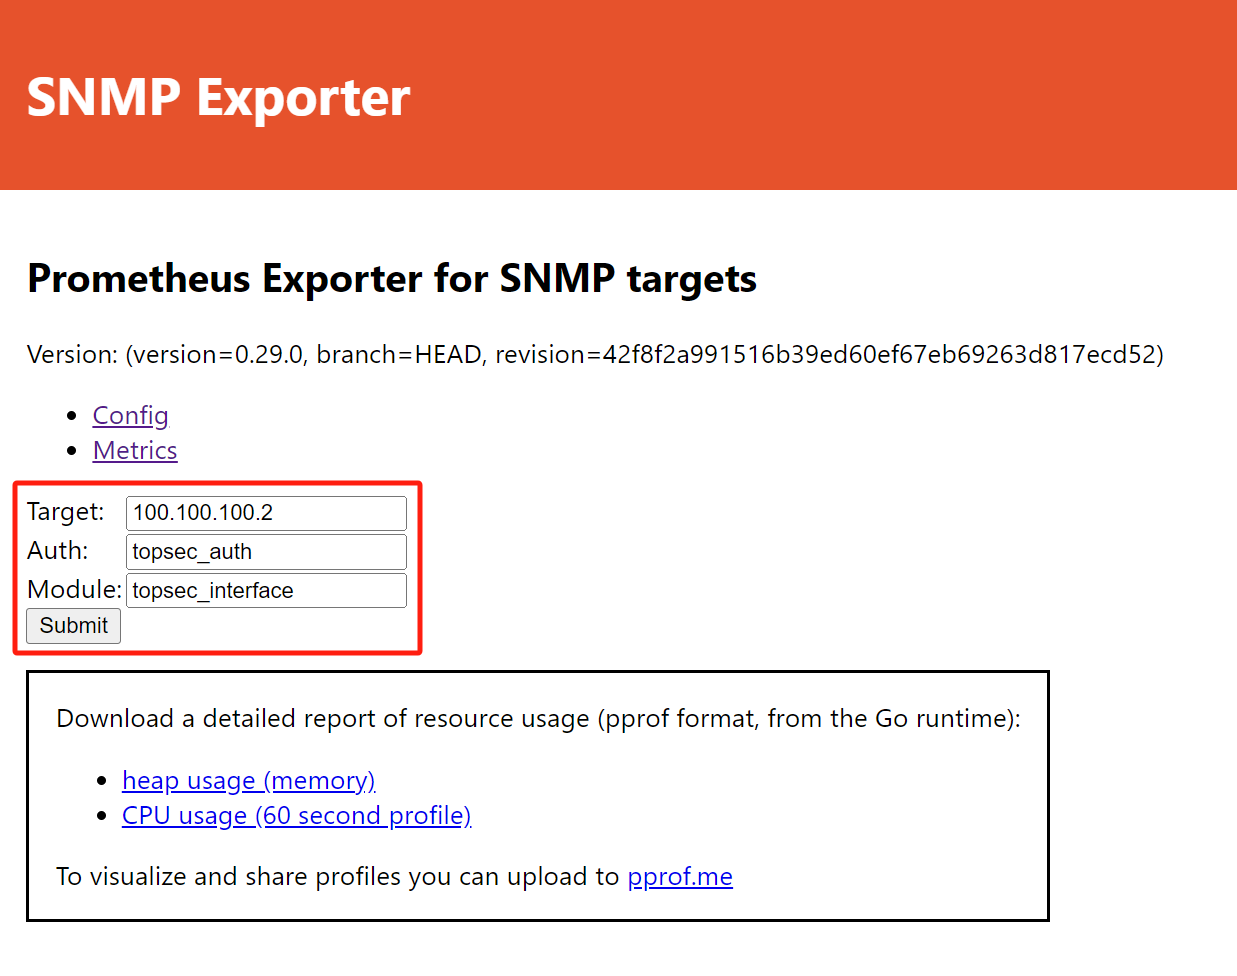 SNMP Exporter
Prometheus Exporter for SNMP targets
Version: (version=0.29.0, branch=HEAD, revision=42f8f2a991516b39ed60ef67eb69263d817ecd52)
Config
Metrics
Target: 100.100.100.2
Auth: topsec_auth
Module: topsec_interface
Submit
Download a detailed report of resource usage (pprof format, from the Go runtime):
heap usage (memory)
CPU usage (60 second profile)
To visualize and share profiles you can upload to pprof.me